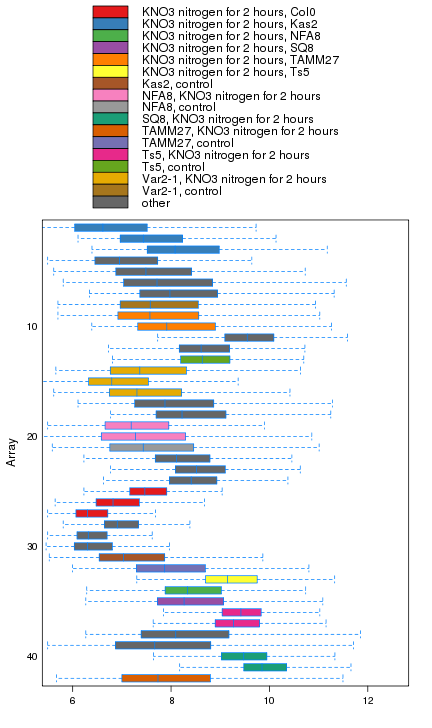 KNO3 nitrogen for 2 hours, Col0
KNO3 nitrogen for 2 hours, Kas2
KNO3 nitrogen for 2 hours, NFA8
KNO3 nitrogen for 2 hours, SQ8
KNO3 nitrogen for 2 hours, TAMM27
KNO3 nitrogen for 2 hours, Ts5
Kas2, control
NFA8, KNO3 nitrogen for 2 hours
NFA8, control
SQ8, KNO3 nitrogen for 2 hours
TAMM27, KNO3 nitrogen for 2 hours
TAMM27, control
Ts5, KNO3 nitrogen for 2 hours
Ts5, control
Var2-1, KNO3 nitrogen for 2 hours
Var2-1, control
other
10
20
30
40
Array
6 8 10 12